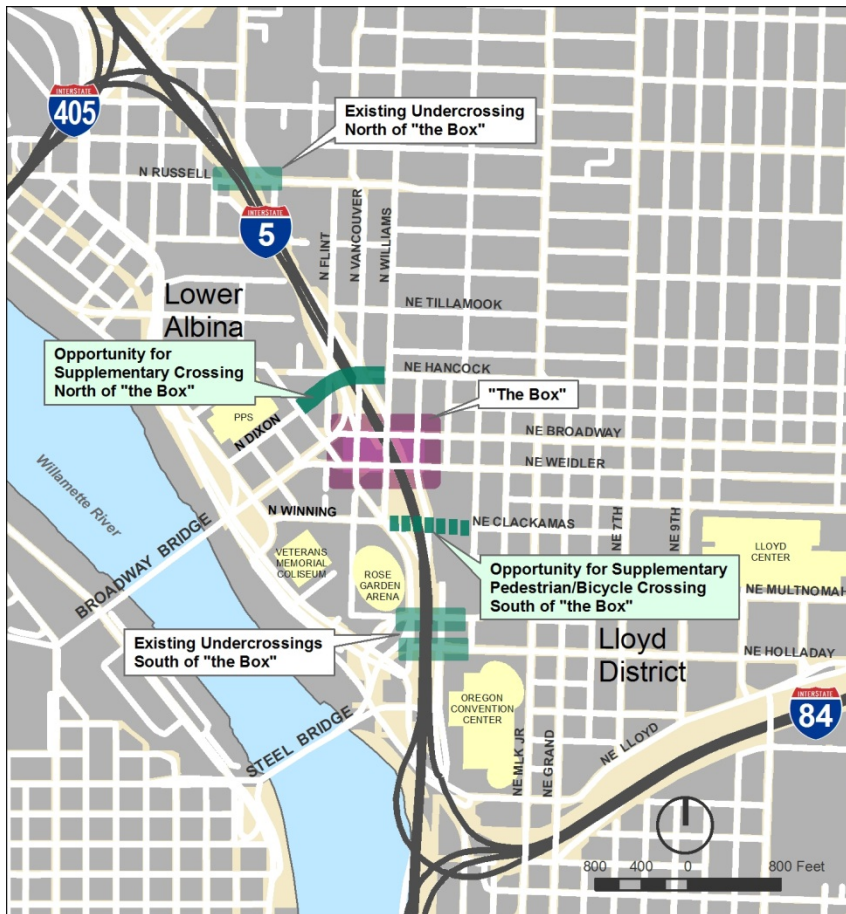 INTERSTATE
405
Existing Undercrossing
North of "the Box"
N RUSSELL
INTERSTATE
5
N FLINT
N VANCOUVER
N WILLIAMS
Lower
Albina
NE TILLAMOOK
Opportunity for
Supplementary Crossing
North of "the Box"
NE HANCOCK
"The Box"
PPS
N DIXON
NE BROADWAY
NE WEIDLER
Willamette River
N WINNING
NE CLACKAMAS
NE 7TH
NE 9TH
LLOYD
CENTER
BROADWAY BRIDGE
VETERANS
MEMORIAL
COLISEUM
ROSE
GARDEN
ARENA
Opportunity for Supplementary
Pedestrian/Bicycle Crossing
South of "the Box"
NE MULTNOMAH
Existing Undercrossings
South of "the Box"
Lloyd
District
NE HOLLADAY
OREGON
CONVENTION
CENTER
INTERSTATE
84
STEEL BRIDGE
NE MLK JR
NE GRAND
NE LLOYD
800 400 0 800 Feet